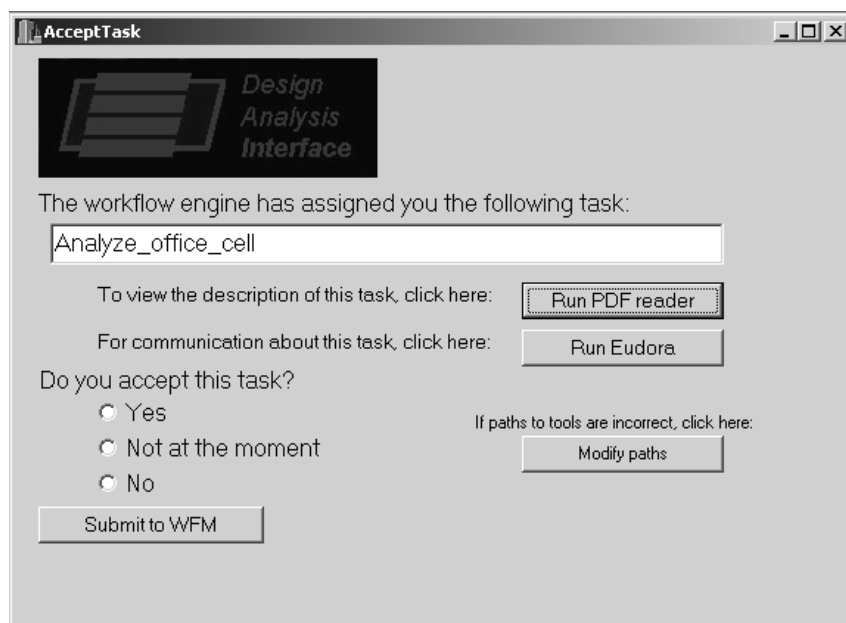 AcceptTask
Design
Analysis
Interface
The workflow engine has assigned you the following task:
Analyze_office_cell
To view the description of this task, click here:
Run PDF reader
For communication about this task, click here:
Run Eudora
Do you accept this task?
Yes
Not at the moment
No
If paths to tools are incorrect, click here:
Modify paths
Submit to WFM